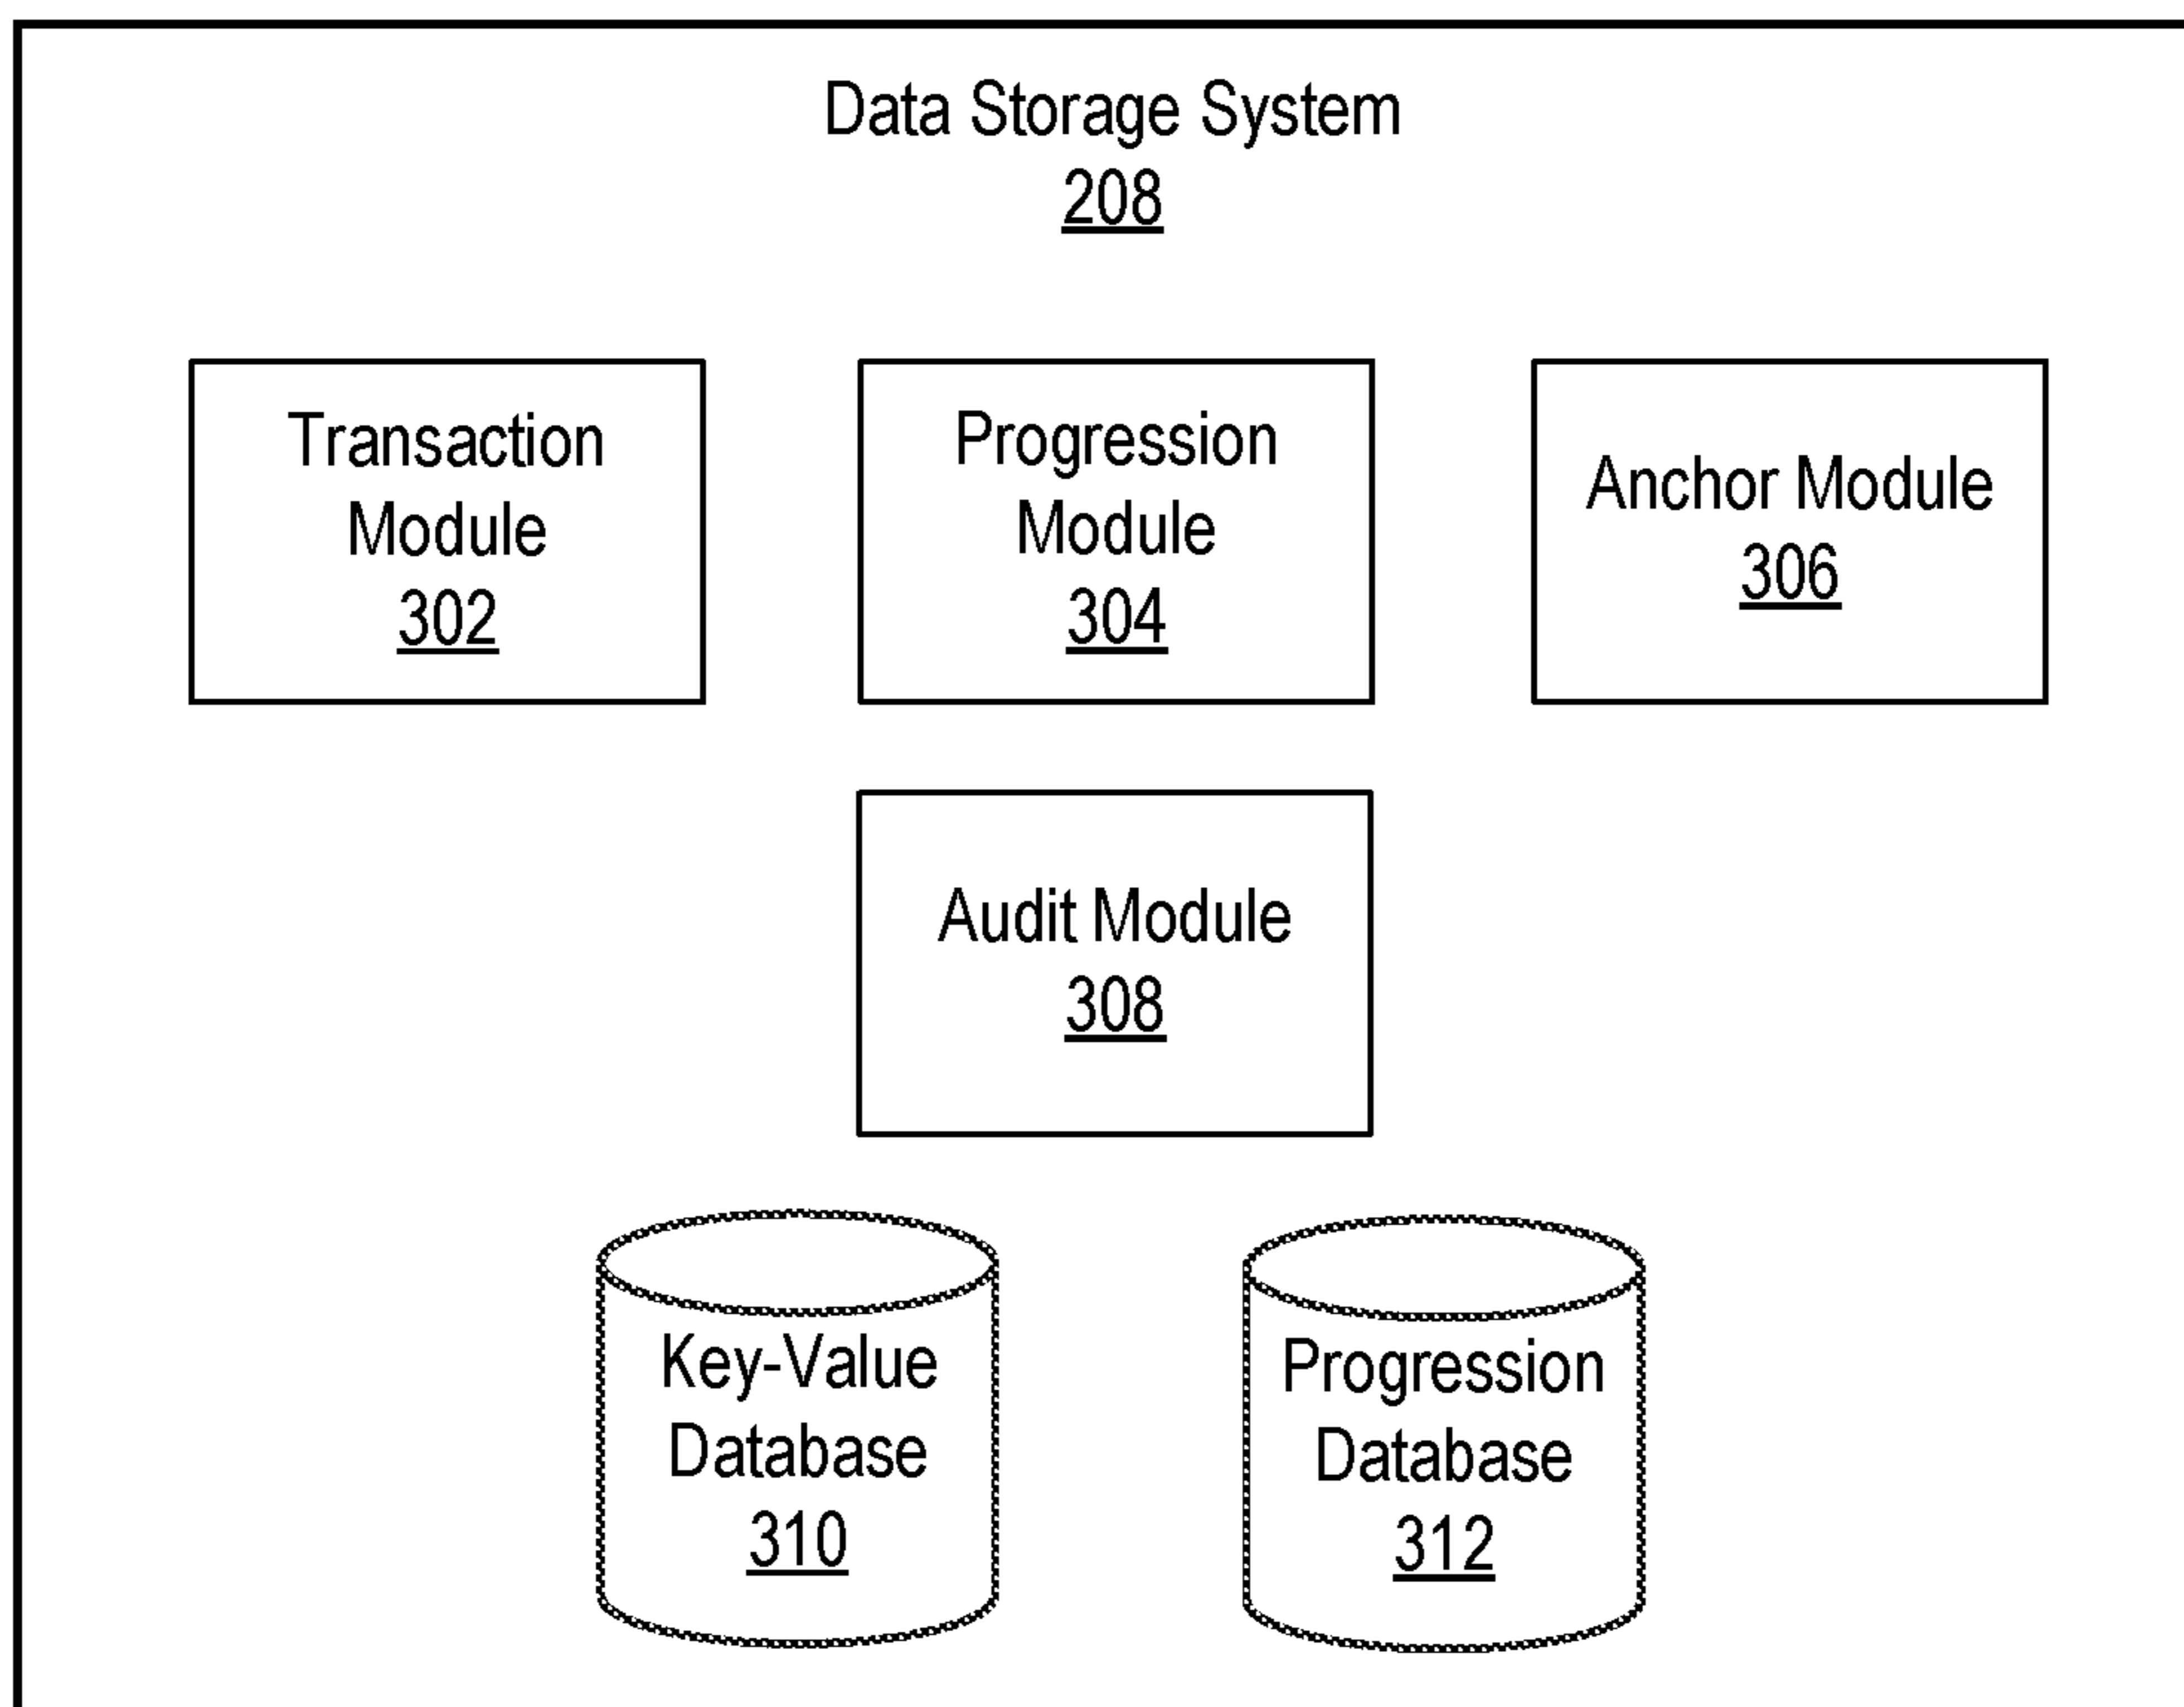 Data Storage System
208
Transaction
Module
302
Progression
Module
304
Anchor Module
306
Audit Module
308
Key-Value
Database
310
Progression
Database
312